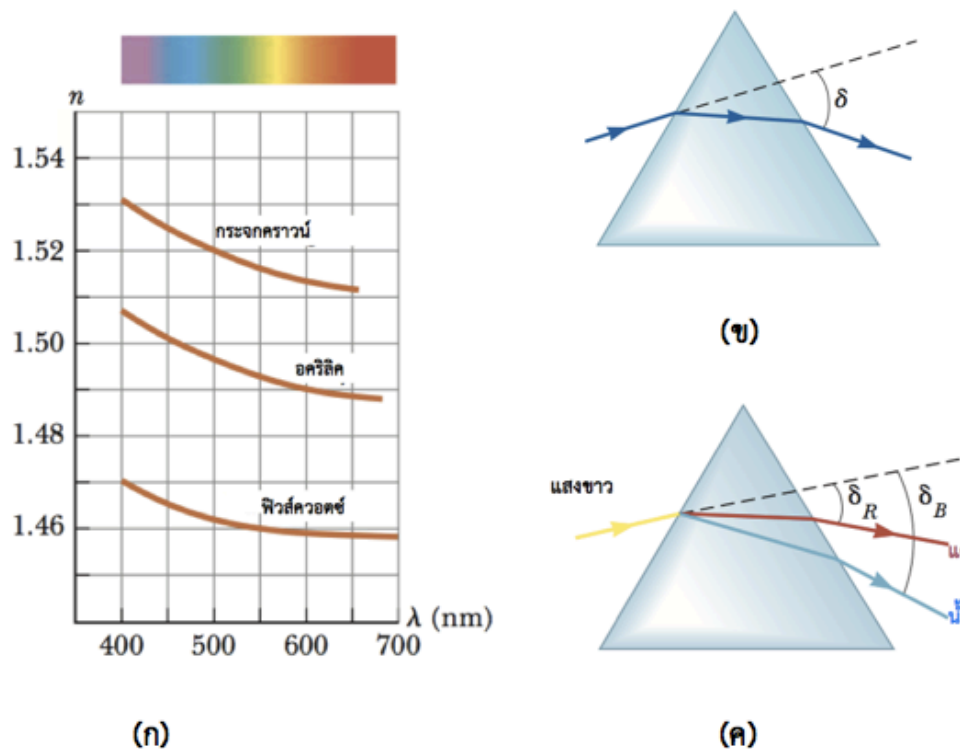 n
1.54
1.52
1.50
1.48
1.46
กระจกคราวน์
อคริลิค
ฟิวส์ควอตซ์
400 500 600 700
λ (nm)
(ก)
δ
(ข)
แสงขาว
δR δB
(ค)